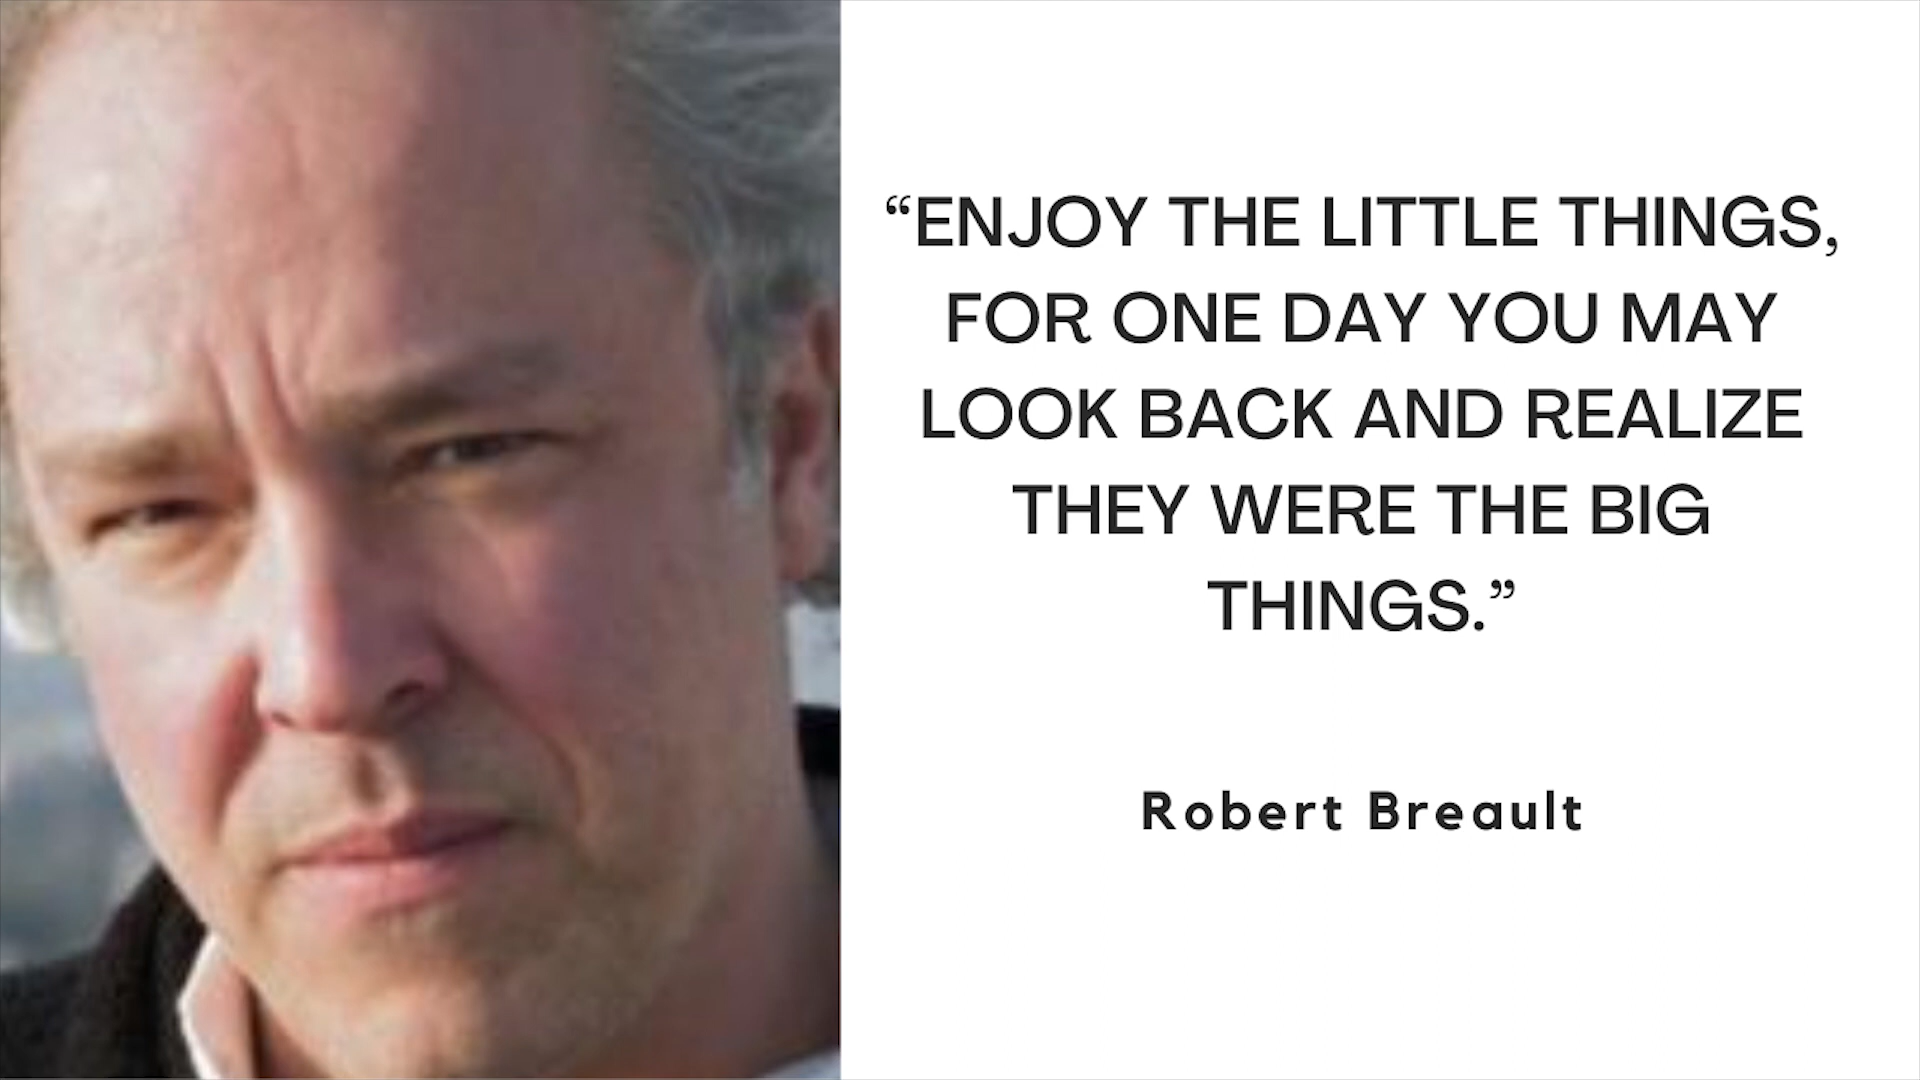 “ENJOY THE LITTLE THINGS,
FOR ONE DAY YOU MAY
LOOK BACK AND REALIZE
THEY WERE THE BIG
THINGS.”
Robert Breault